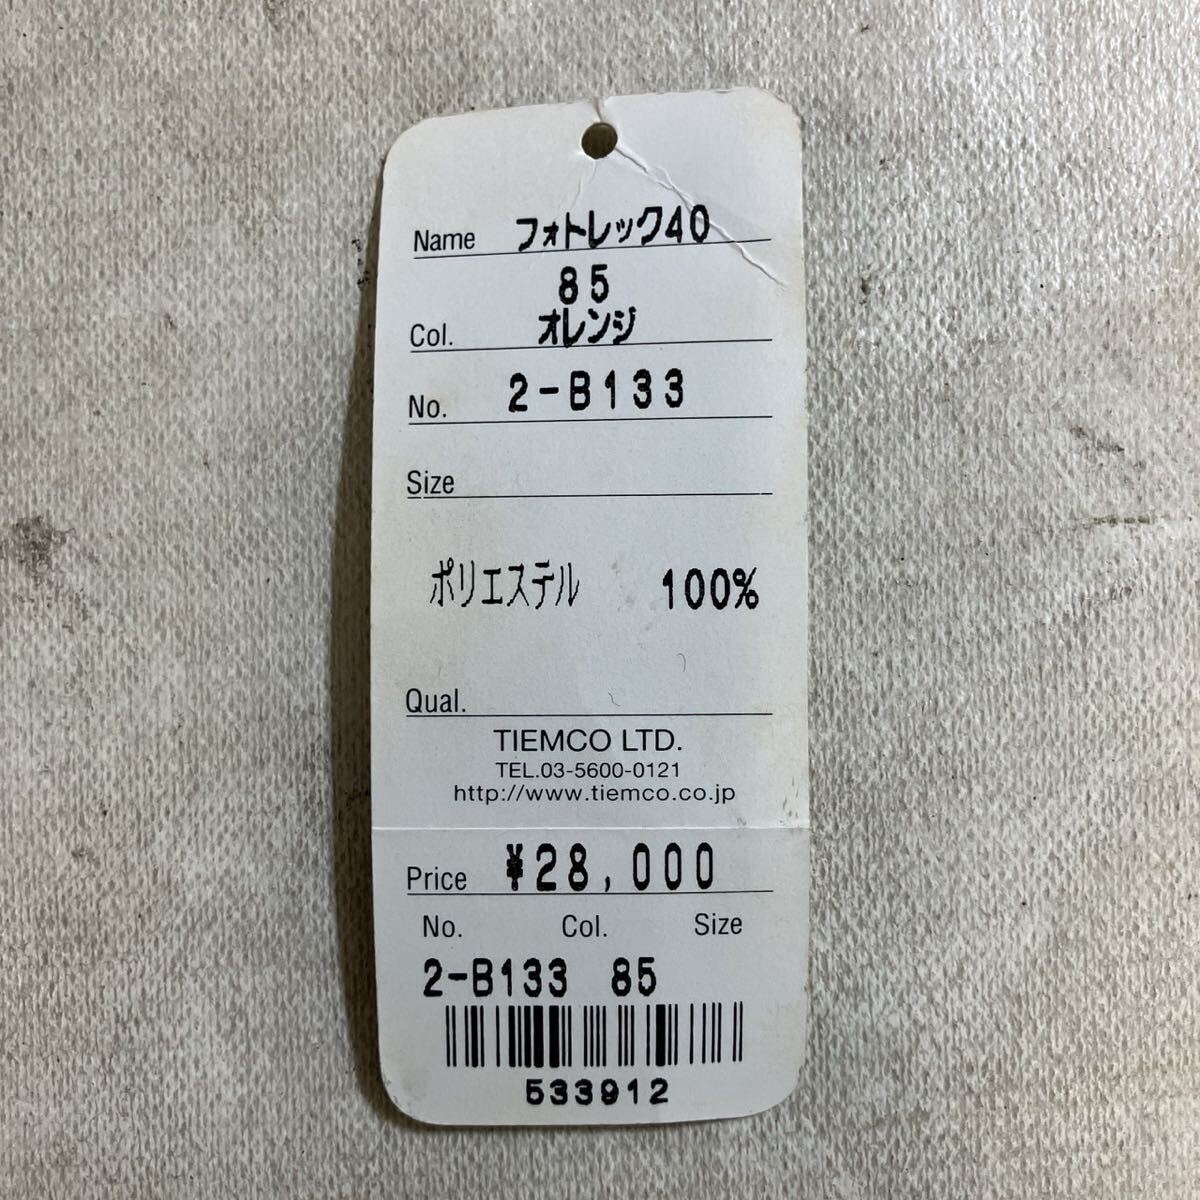 Name フォトレック40
85
Col. オレンジ
No. 2-B133
Size
ポリエステル 100%
Qual.
TIEMCO LTD.
TEL.03-5600-0121
http://www.tiemco.co.jp
Price ¥28,000
No. Col. Size
2-B133 85
533912